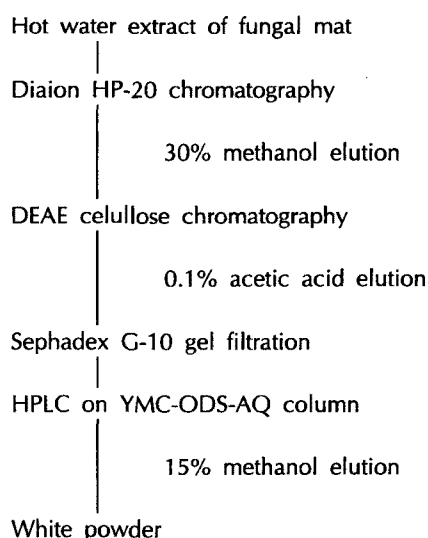 Hot water extract of fungal mat
Diaion HP-20 chromatography
30% methanol elution
DEAE celullose chromatography
0.1% acetic acid elution
Sephadex G-10 gel filtration
HPLC on YMC-ODS-AQ column
15% methanol elution
White powder